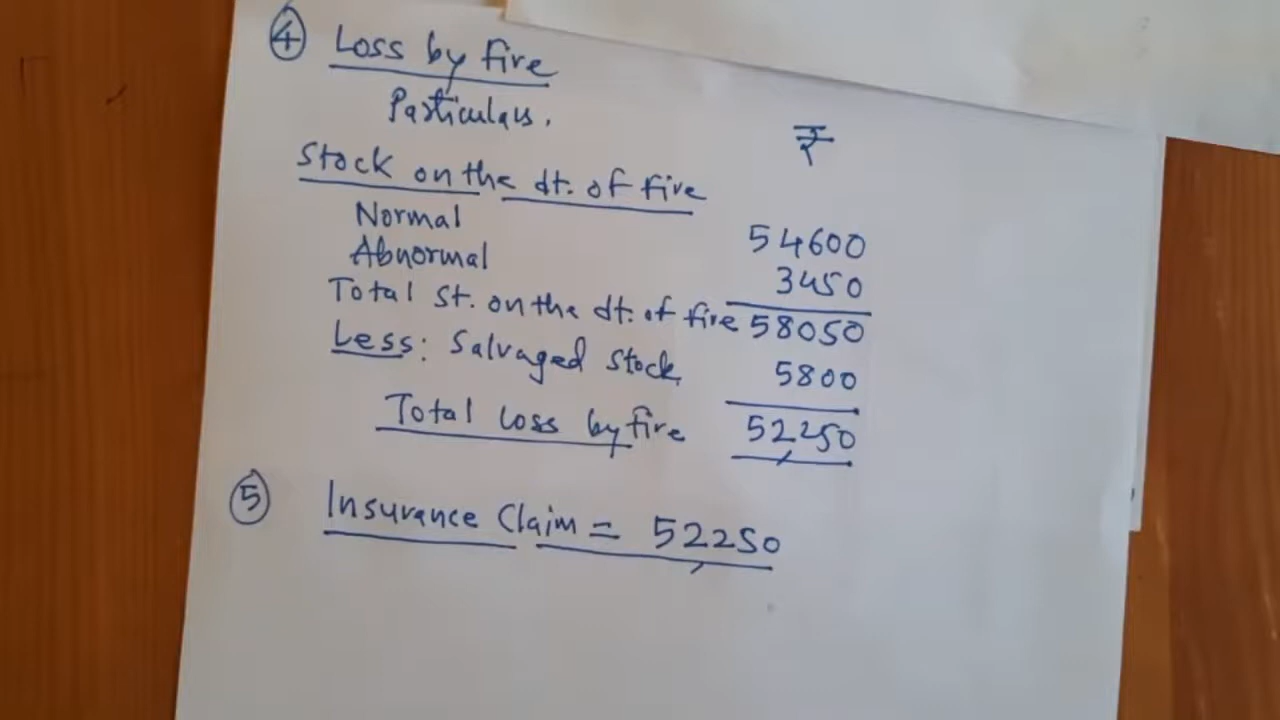 ④ Loss by fire
Particulars. ₹
Stock on the dt. of fire
Normal 54600
Abnormal 3450
Total St. on the dt. of fire 58050
Less: Salvaged Stock 5800
Total loss by fire 52250
⑤ Insurance Claim = 52250